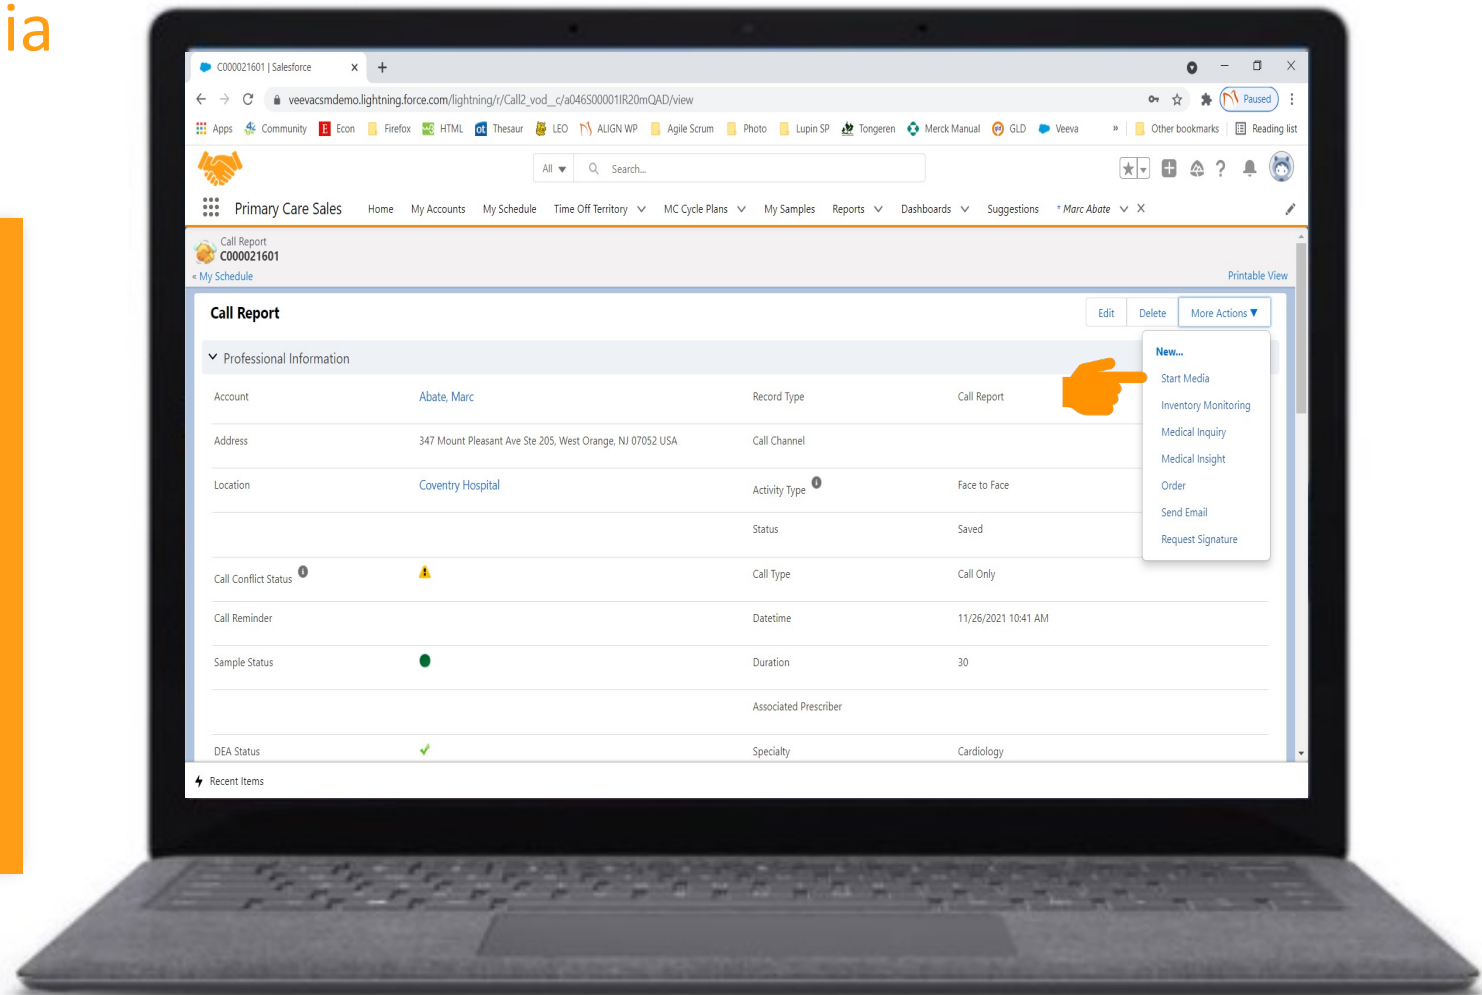 ia
C000021601 | Salesforce
veevacsmdemo.lightning.force.com/lightning/r/Call2_vod__c/a046S00001IR20mQAD/view
Paused
Apps Community E Econ Firefox HTML ot Thesaur LEO ALIGN WP Agile Scrum Photo Lupin SP Tongeren Merck Manual GLD Veeva » Other bookmarks Reading list
All Search...
Primary Care Sales Home My Accounts My Schedule Time Off Territory MC Cycle Plans My Samples Reports Dashboards Suggestions * Marc Abate
Call Report
C000021601
« My Schedule Printable View
Call Report Edit Delete More Actions
New...
Professional Information
Start Media
Account Abate, Marc Record Type Call Report
Inventory Monitoring
Medical Inquiry
Address 347 Mount Pleasant Ave Ste 205, West Orange, NJ 07052 USA Call Channel
Medical Insight
Location Coventry Hospital Activity Type Face to Face
Order
Send Email
Status Saved
Request Signature
Call Conflict Status Call Type Call Only
Call Reminder Datetime 11/26/2021 10:41 AM
Sample Status Duration 30
Associated Prescriber
DEA Status Specialty Cardiology
Recent Items